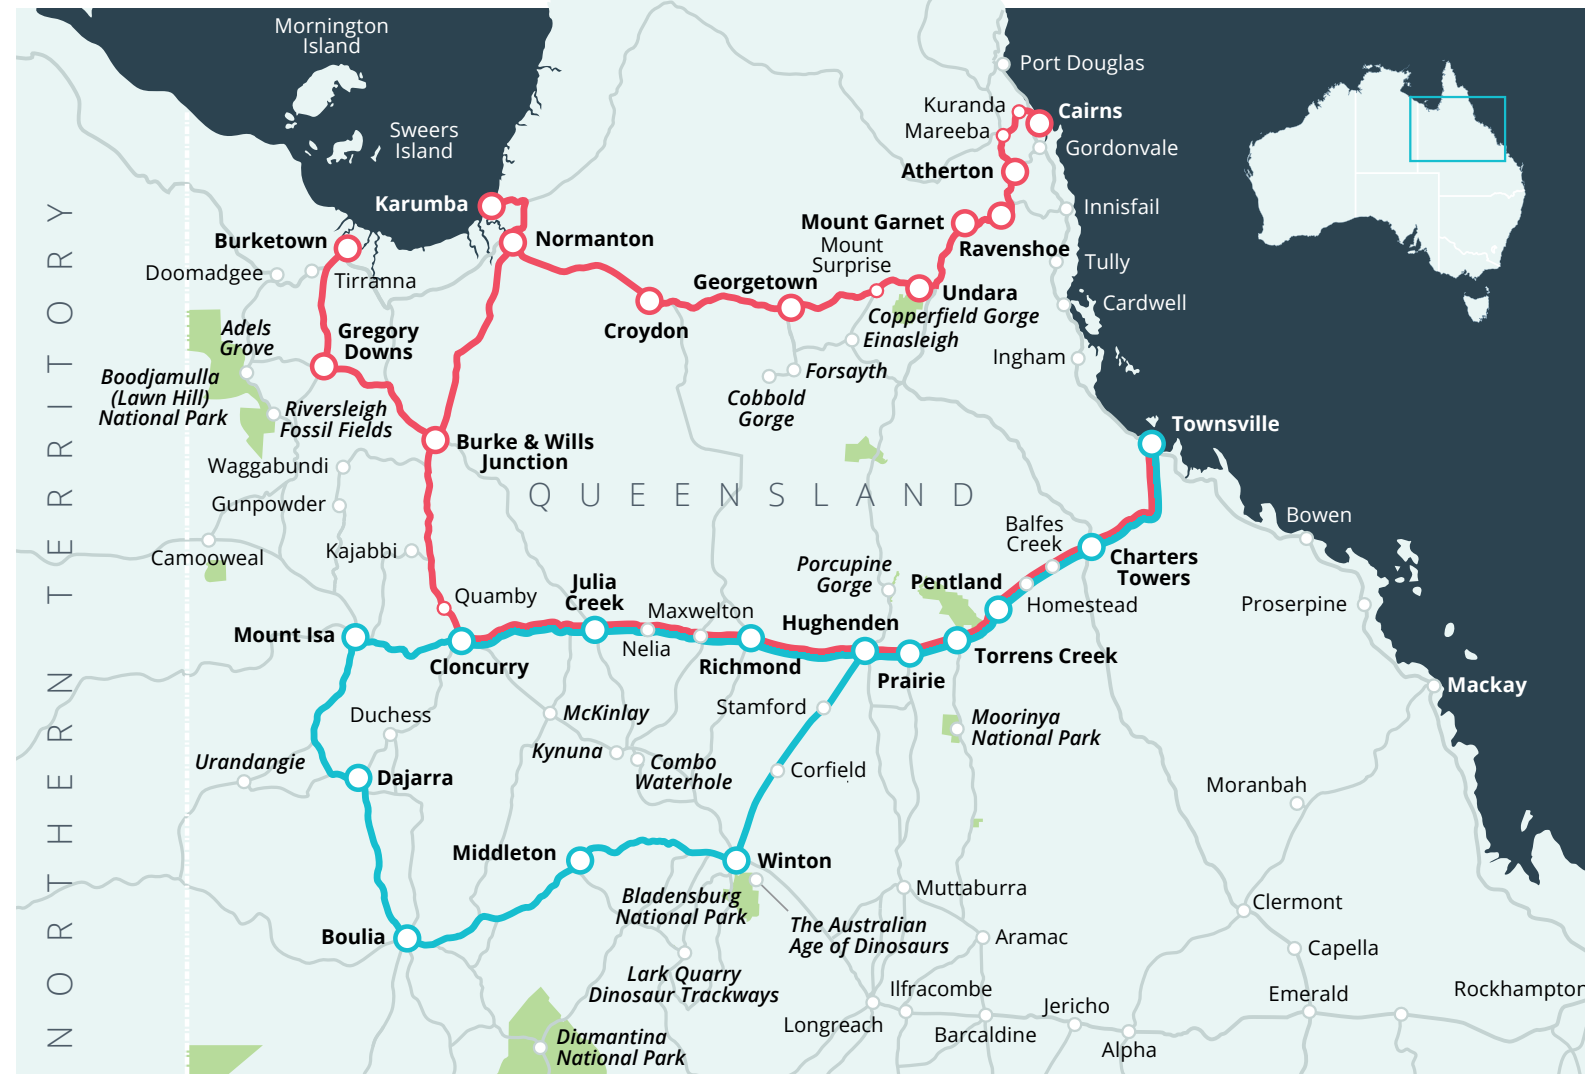 Mornington
Island
Port Douglas
Kuranda
Cairns
Mareeba
Sweers
Island
Gordonvale
Atherton
Karumba
Innisfail
Mount Garnet
Burketown
Normanton
Mount
Surprise
Ravenshoe
Doomadgee
Tirranna
Tully
Georgetown
Undara
Cardwell
Copperfield Gorge
Adels
Grove
Gregory
Downs
Croydon
Einasleigh
Ingham
Boodjamulla
(Lawn Hill)
National Park
Forsayth
Cobbold
Gorge
Riversleigh
Fossil Fields
Townsville
Burke & Wills
Junction
Waggabundi
QUEENSLAND
Gunpowder
Bowen
Balfes
Creek
Camooweal
Kajabbi
Charters
Towers
Porcupine
Gorge
Pentland
Julia
Creek
Quamby
Maxwelton
Homestead
Proserpine
Hughenden
Mount Isa
Nelia
Cloncurry
Richmond
Torrens Creek
Prairie
Mackay
Duchess
McKinlay
Stamford
Moorinya
National Park
Kynuna
Urandangie
Combo
Waterhole
Corfield
Dajarra
Moranbah
Middleton
Winton
Muttaburra
Bladensburg
National Park
Clermont
The Australian
Age of Dinosaurs
Boulia
Aramac
Capella
Lark Quarry
Dinosaur Trackways
Ilfracombe
Emerald
Rockhampton
Jericho
Longreach
Barcaldine
Alpha
Diamantina
National Park
NORTHERN TERRITORY